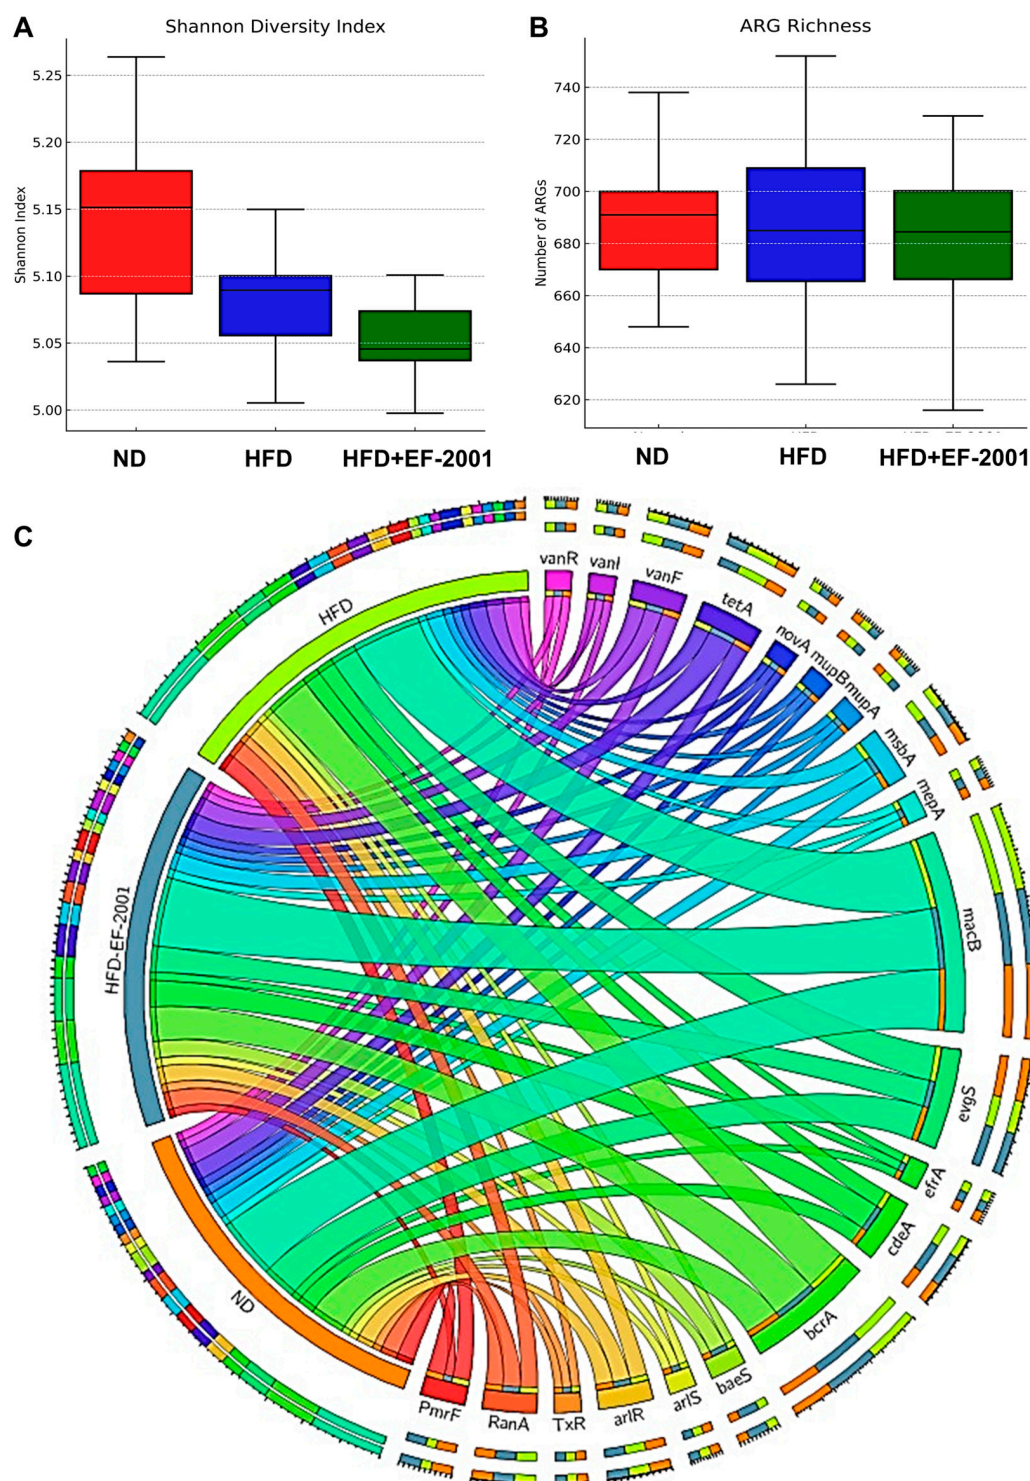 A
Shannon Diversity Index
Shannon Index
5.25
5.20
5.15
5.10
5.05
5.00
ND
HFD
HFD+EF-2001
B
ARG Richness
Number of ARGs
740
720
700
680
660
640
620
ND
HFD
HFD+EF-2001
C
HFD
HFD-EF-2001
ND
vanR
vanI
vanF
tetA
novA
mupB
mupA
msbA
mepA
macB
evgS
efrA
cdeA
bcrA
baeS
arlS
arlR
TxR
RanA
PmrF